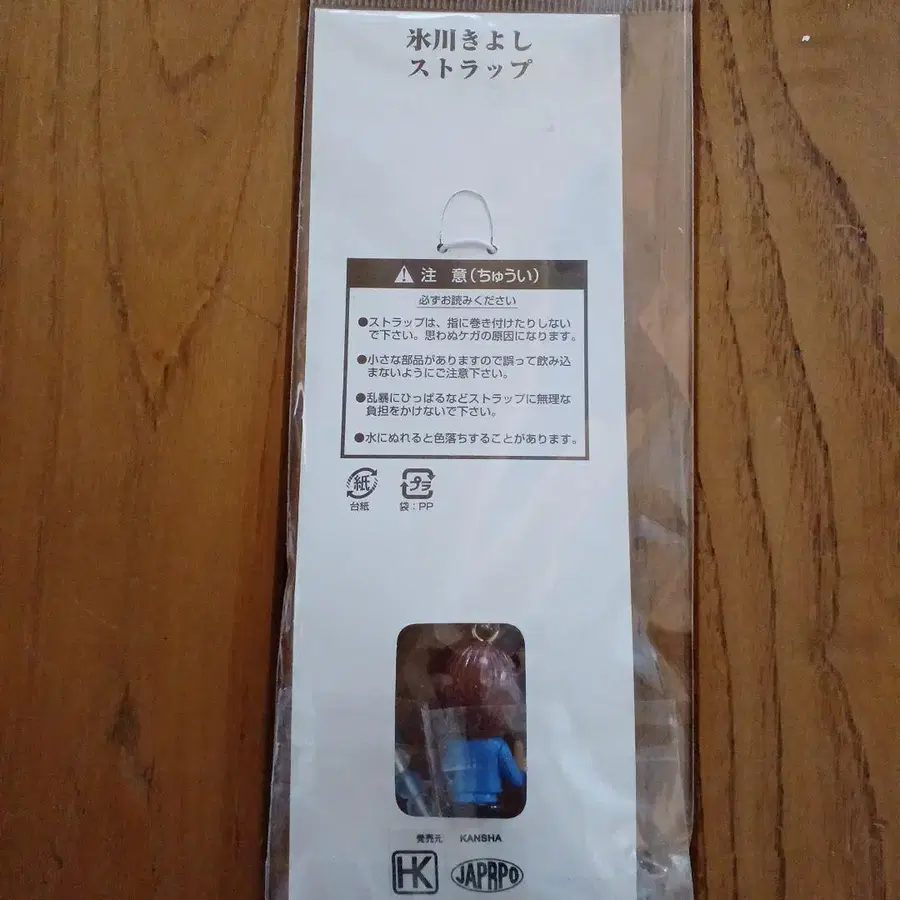 氷川きよし
ストラップ
注 意(ちゅうい)
必ずお読みください
●ストラップは、指に巻き付けたりしない
で下さい。思わぬケガの原因になります。
●小さな部品がありますので誤って飲み込
まないようにご注意下さい。
●乱暴にひっぱるなどストラップに無理な
負担をかけないで下さい。
●水にぬれると色落ちすることがあります。
紙 プラ
台紙 袋:PP
発売元 KANSHA
HK JAPRPO